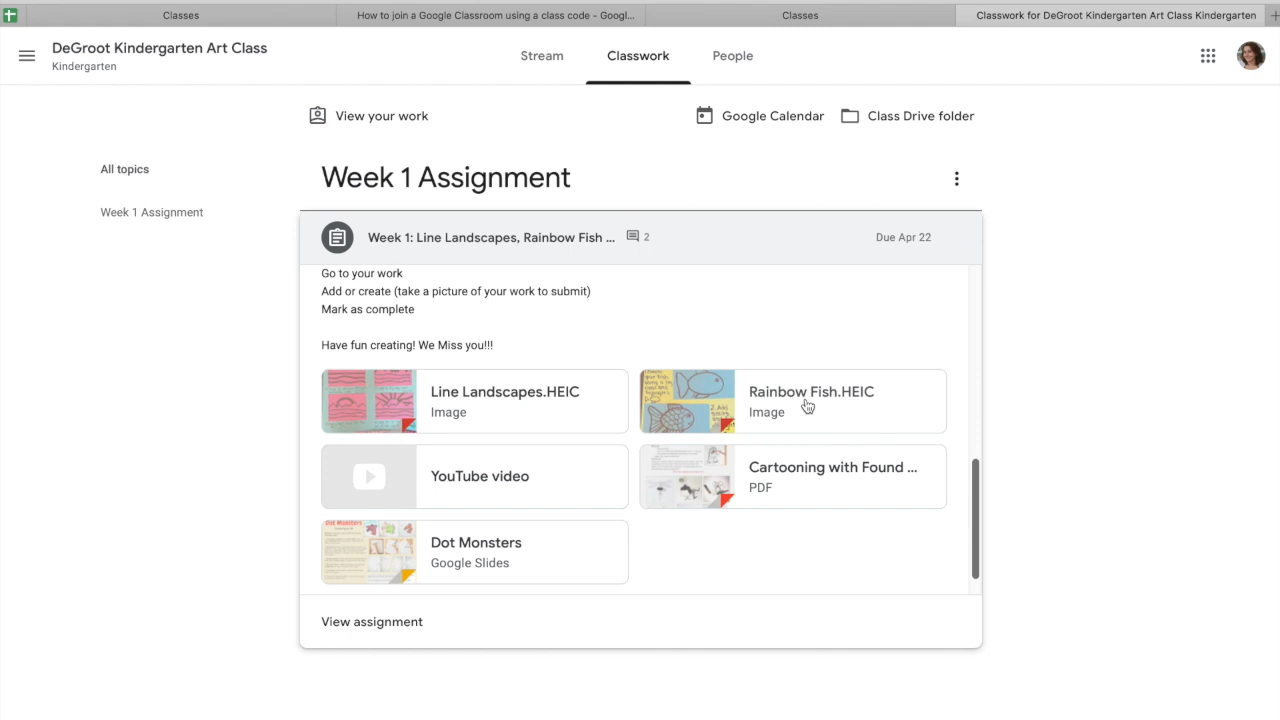 Classes
How to join a Google Classroom using a class code - Googl...
Classes
Classwork for DeGroot Kindergarten Art Class Kindergarten
DeGroot Kindergarten Art Class
Kindergarten
Stream
Classwork
People
View your work
Google Calendar
Class Drive folder
All topics
Week 1 Assignment
Week 1 Assignment
Week 1: Line Landscapes, Rainbow Fish ...
2
Due Apr 22
Go to your work
Add or create (take a picture of your work to submit)
Mark as complete
Have fun creating! We Miss you!!!
Line Landscapes.HEIC
Image
Rainbow Fish.HEIC
Image
YouTube video
Cartooning with Found ...
PDF
Dot Monsters
Dot Monsters
Google Slides
View assignment